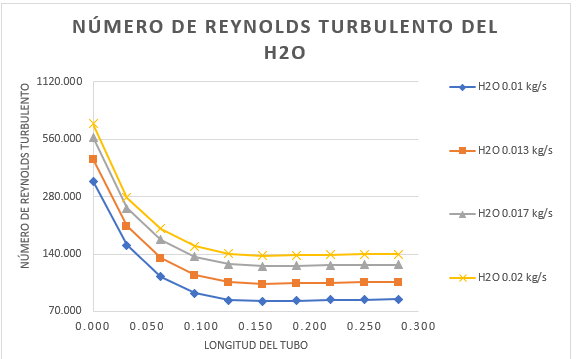 NÚMERO DE REYNOLDS TURBULENTO DEL
H2O
NÚMERO DE REYNOLDS TURBULENTO
1120.000
560.000
280.000
140.000
70.000
0.000 0.050 0.100 0.150 0.200 0.250 0.300
LONGITUD DEL TUBO
H2O 0.01 kg/s
H2O 0.013 kg/s
H2O 0.017 kg/s
H2O 0.02 kg/s